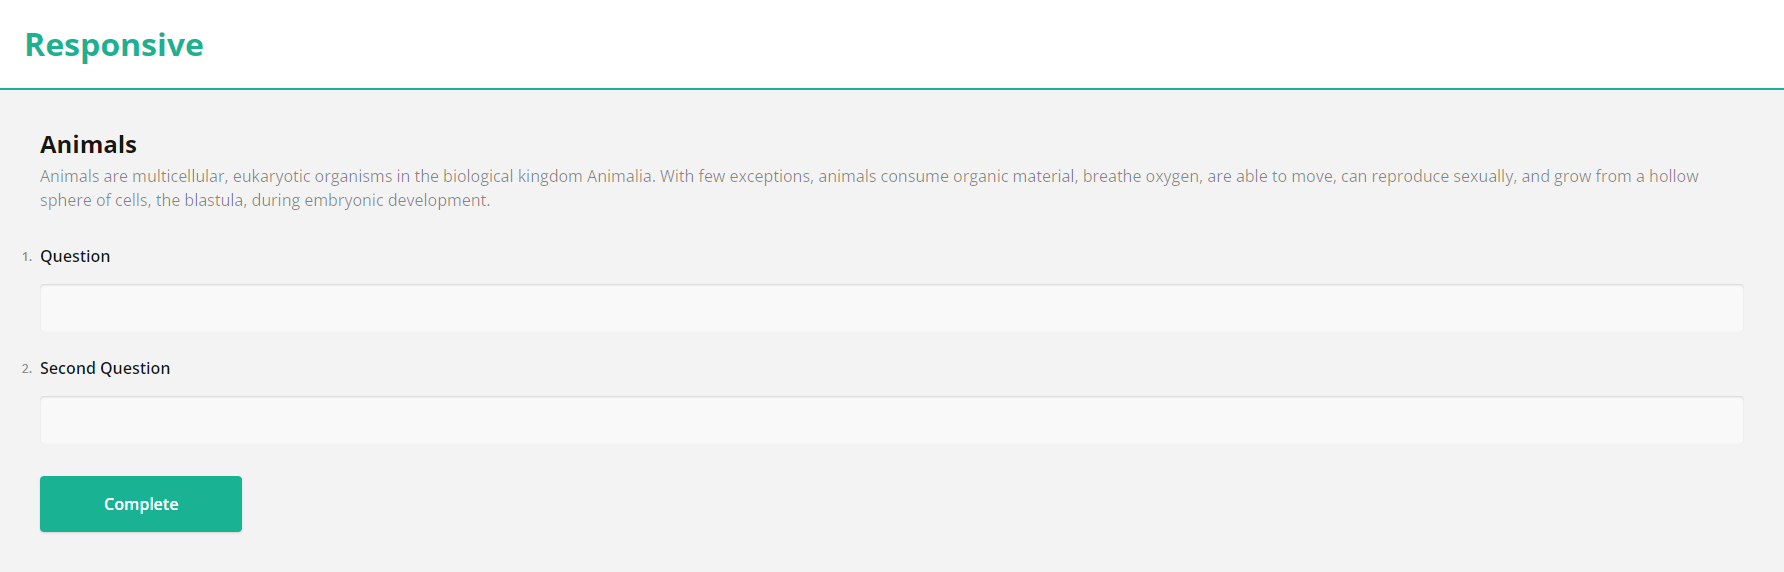 Responsive
Animals
Animals are multicellular, eukaryotic organisms in the biological kingdom Animalia. With few exceptions, animals consume organic material, breathe oxygen, are able to move, can reproduce sexually, and grow from a hollow
sphere of cells, the blastula, during embryonic development.
1. Question
2. Second Question
Complete